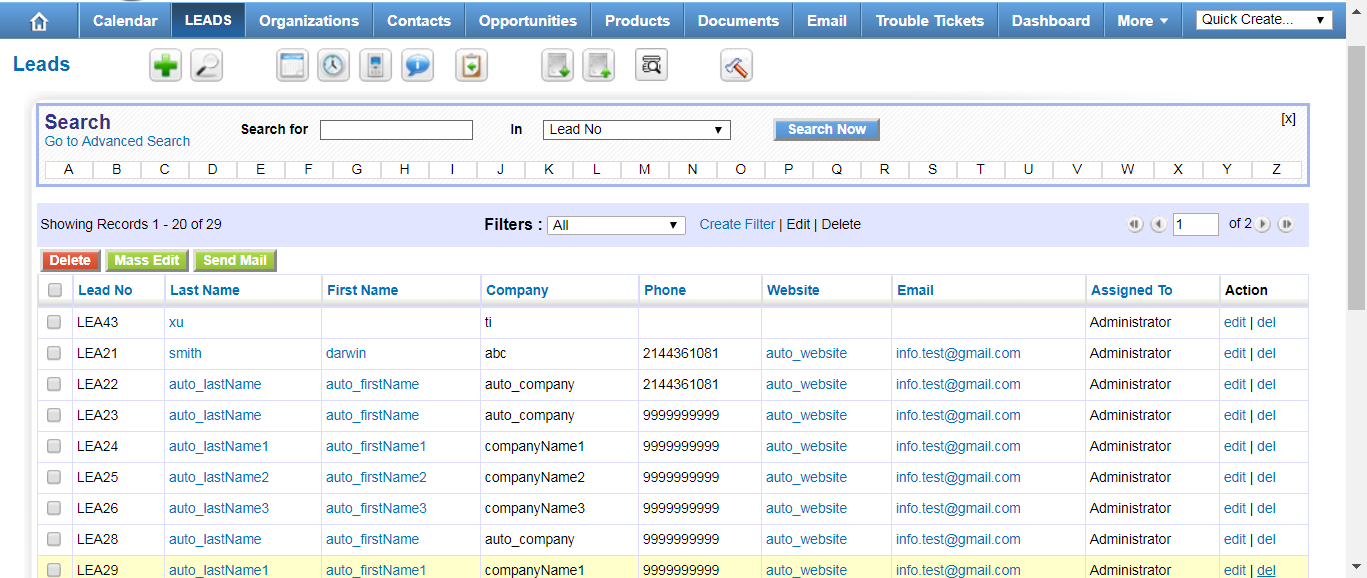 Calendar LEADS Organizations Contacts Opportunities Products Documents Email Trouble Tickets Dashboard More Quick Create...
Leads
Search
Go to Advanced Search
Search for In Lead No Search Now [x]
A B C D E F G H I J K L M N O P Q R S T U V W X Y Z
Showing Records 1 - 20 of 29 Filters : All Create Filter | Edit | Delete 1 of 2
Delete Mass Edit Send Mail
Lead No Last Name First Name Company Phone Website Email Assigned To Action
LEA43 xu ti Administrator edit | del
LEA21 smith darwin abc 2144361081 auto_website info.test@gmail.com Administrator edit | del
LEA22 auto_lastName auto_firstName auto_company 2144361081 auto_website info.test@gmail.com Administrator edit | del
LEA23 auto_lastName auto_firstName auto_company 9999999999 auto_website info.test@gmail.com Administrator edit | del
LEA24 auto_lastName1 auto_firstName1 companyName1 9999999999 auto_website info.test@gmail.com Administrator edit | del
LEA25 auto_lastName2 auto_firstName2 companyName2 9999999999 auto_website info.test@gmail.com Administrator edit | del
LEA26 auto_lastName3 auto_firstName3 companyName3 9999999999 auto_website info.test@gmail.com Administrator edit | del
LEA28 auto_lastName auto_firstName auto_company 9999999999 auto_website info.test@gmail.com Administrator edit | del
LEA29 auto_lastName1 auto_firstName1 companyName1 9999999999 auto_website info.test@gmail.com Administrator edit | del